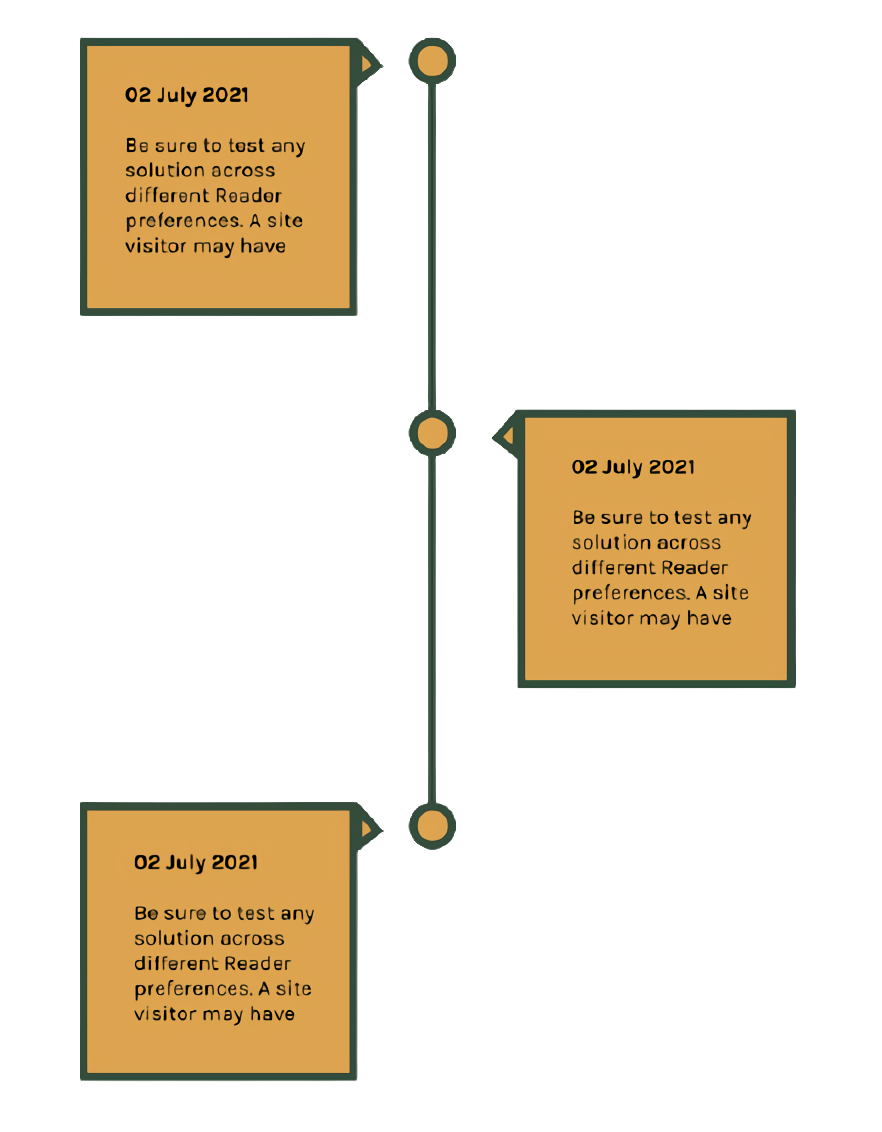 02 July 2021
Be sure to test any
solution across
different Reader
preferences. A site
visitor may have
02 July 2021
Be sure to test any
solution across
different Reader
preferences. A site
visitor may have
02 July 2021
Be sure to test any
solution across
different Reader
preferences. A site
visitor may have